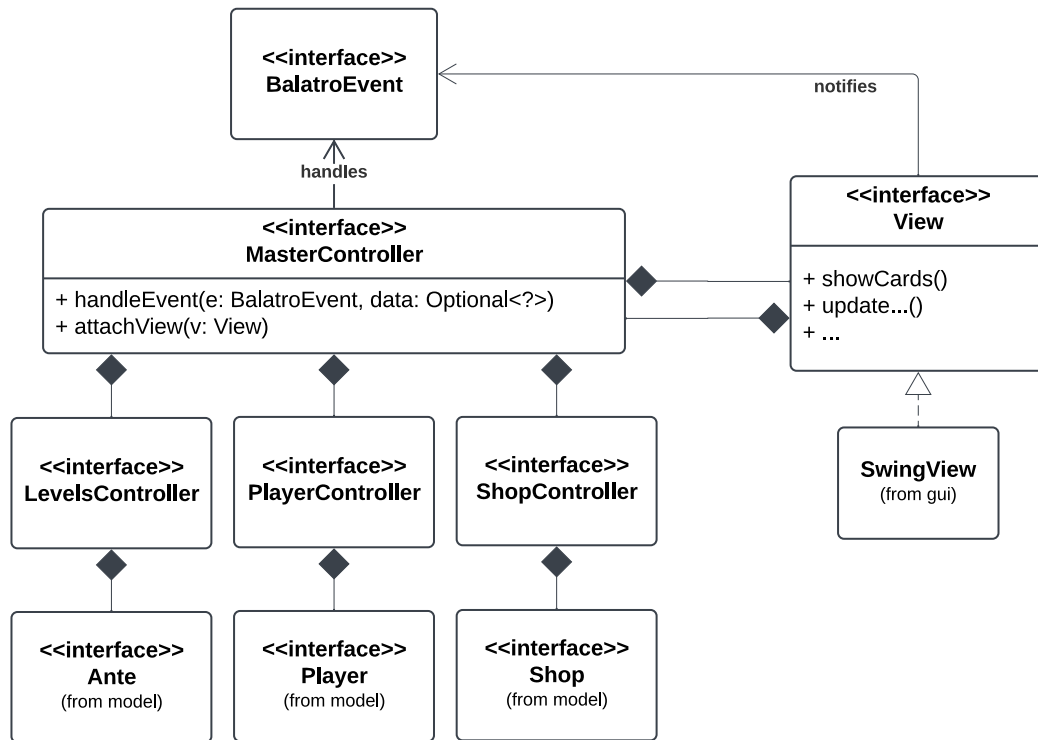 <<interface>>
BalatroEvent
notifies
handles
<<interface>>
MasterController
+ handleEvent(e: BalatroEvent, data: Optional<?>)
+ attachView(v: View)
<<interface>>
View
+ showCards()
+ update...()
+ ...
<<interface>>
LevelsController
<<interface>>
PlayerController
<<interface>>
ShopController
SwingView
(from gui)
<<interface>>
Ante
(from model)
<<interface>>
Player
(from model)
<<interface>>
Shop
(from model)